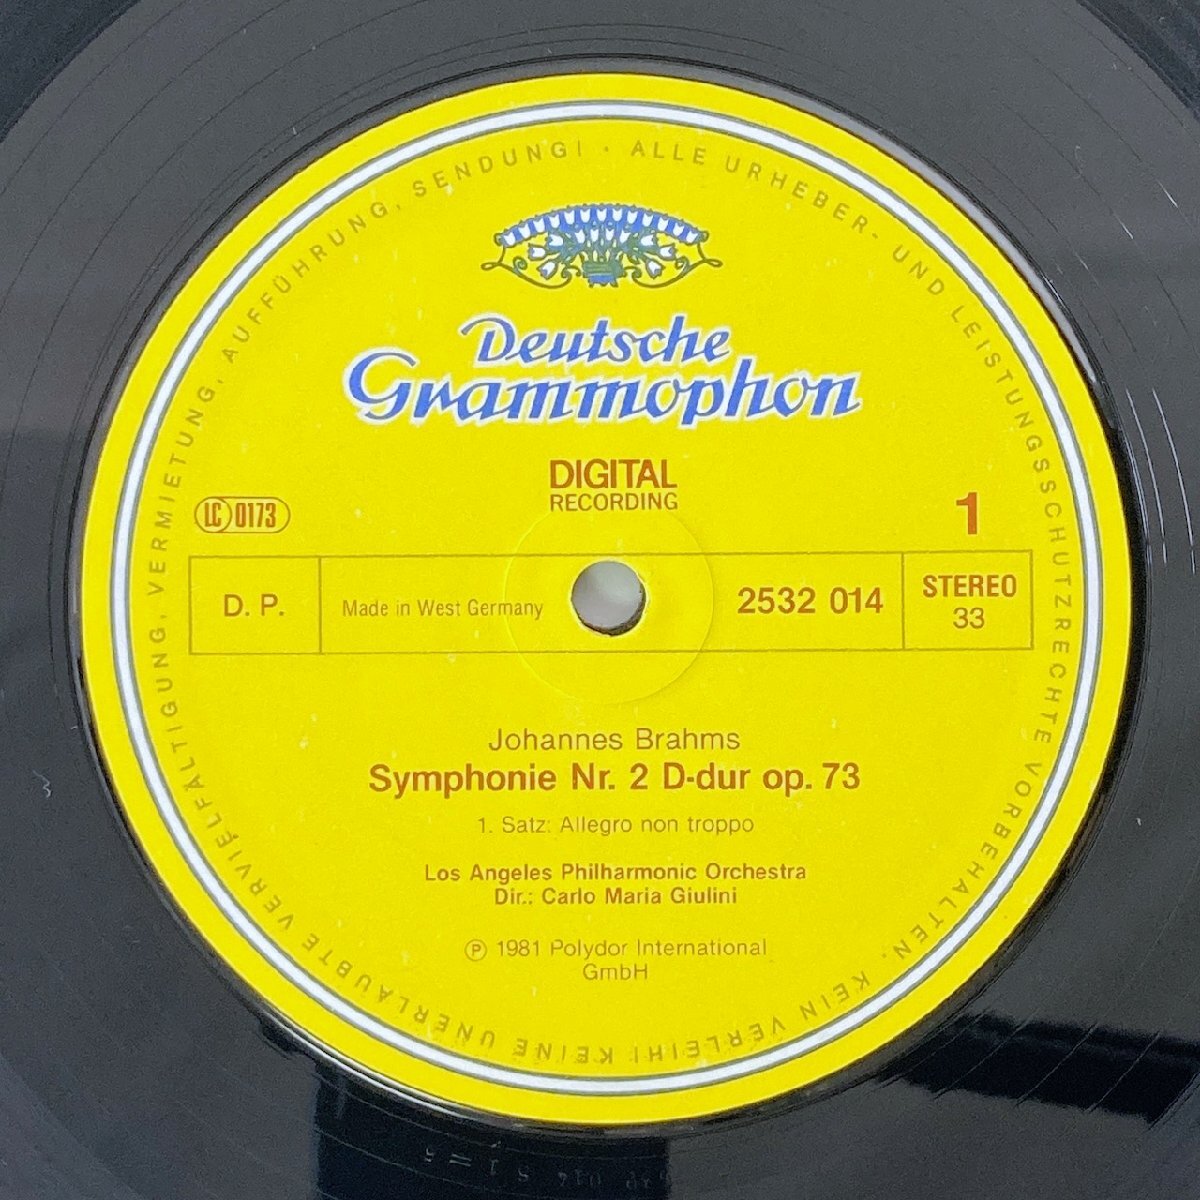 ALLE URHEBER- UND LEISTUNGSSCHUTZRECHTE VORBEHALTEN. KEIN VERLEIH! KEINE UNERLAUBTE VERVIELFÄLTIGUNG, VERMIETUNG, AUFFÜHRUNG, SENDUNG! ·
Deutsche
Grammophon
DIGITAL
RECORDING
LC 0173
1
D. P.
Made in West Germany
2532 014
STEREO
33
Johannes Brahms
Symphonie Nr. 2 D-dur op. 73
1. Satz: Allegro non troppo
Los Angeles Philharmonic Orchestra
Dir.: Carlo Maria Giulini
℗ 1981 Polydor International
GmbH